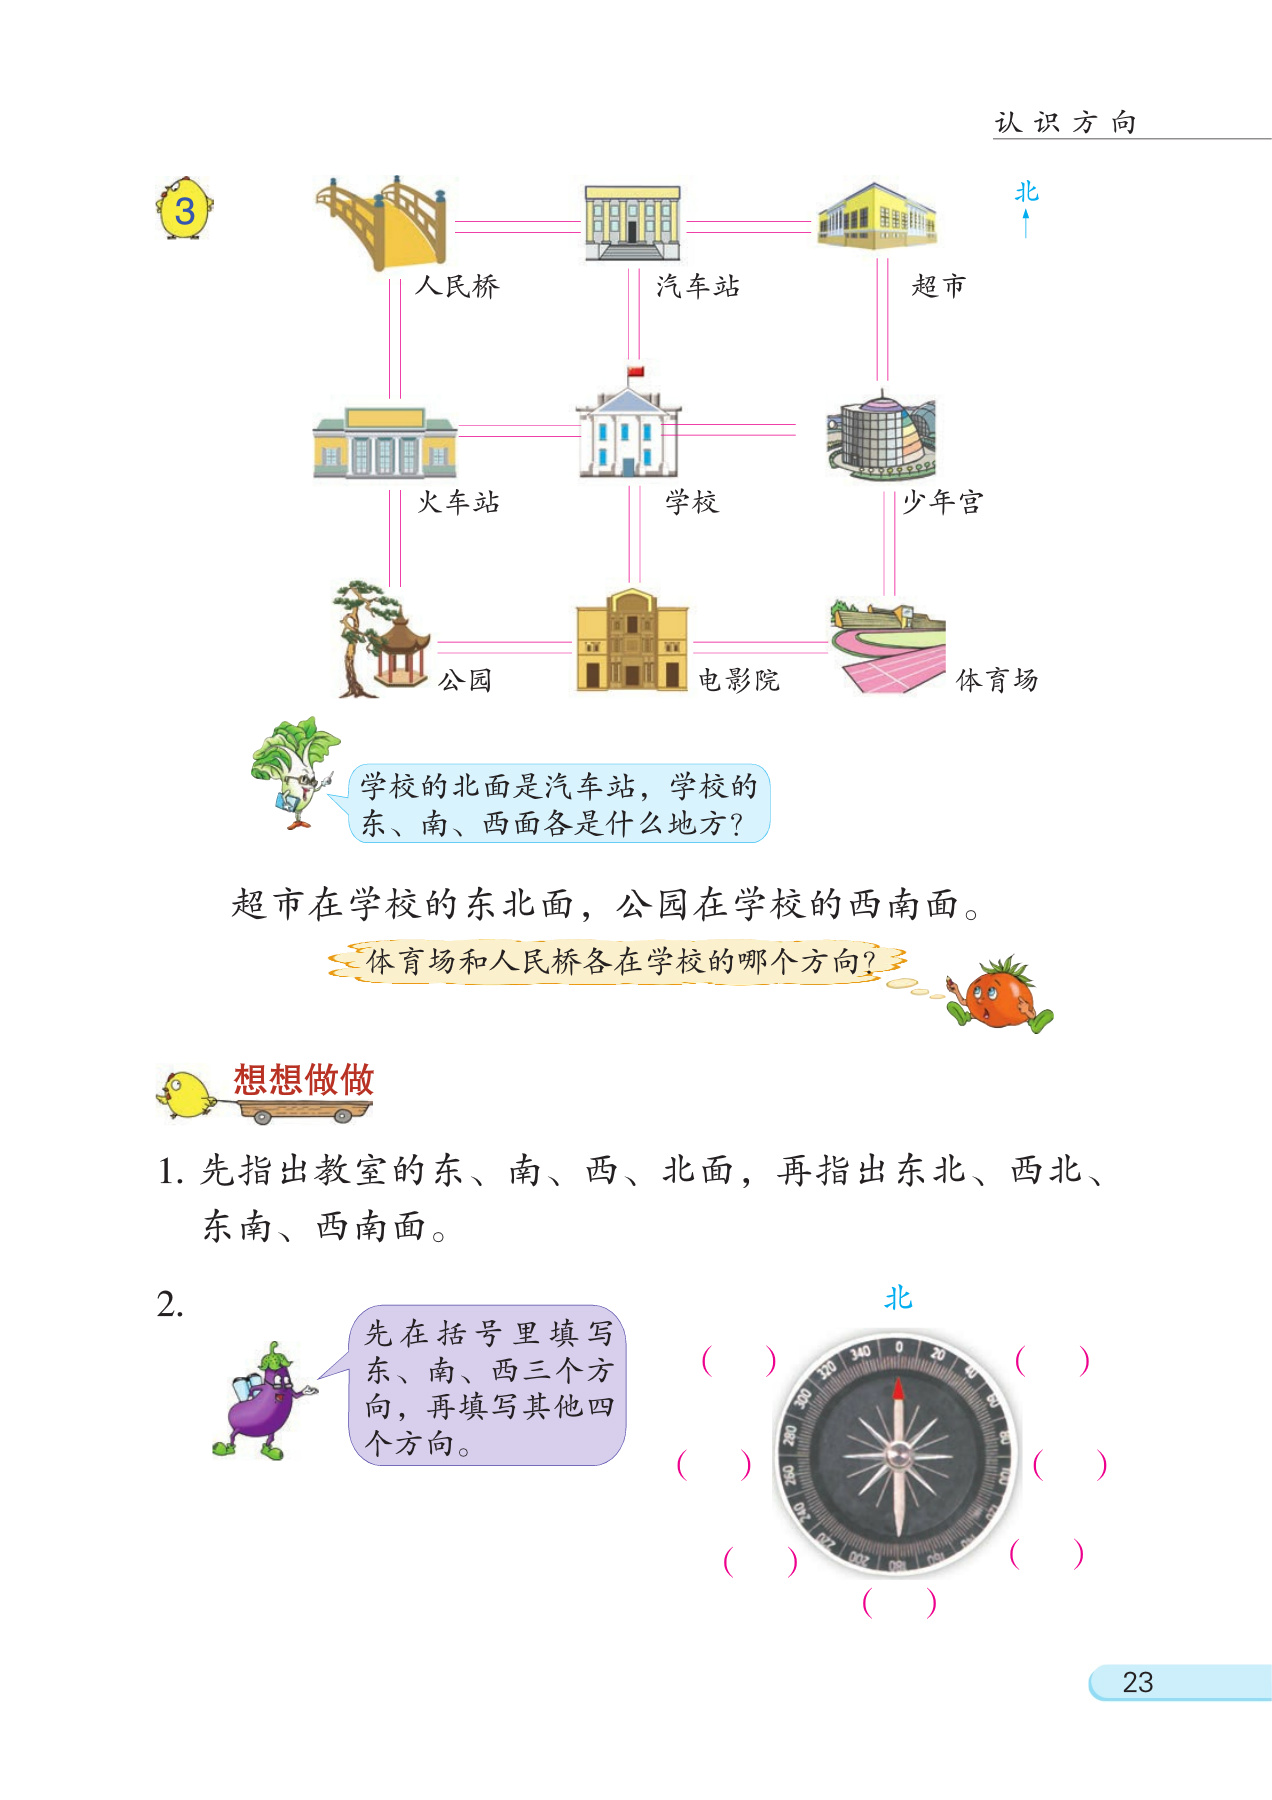 认识方向
3
北
人民桥
汽车站
超市
火车站
学校
少年宫
公园
电影院
体育场
学校的北面是汽车站，学校的
东、南、西面各是什么地方？
超市在学校的东北面，公园在学校的西南面。
体育场和人民桥各在学校的哪个方向？
想想做做
1. 先指出教室的东、南、西、北面，再指出东北、西北、
东南、西南面。
2.
先在括号里填写
东、南、西三个方
向，再填写其他四
个方向。
北
(　) (　)
(　) (　)
(　) (　)
(　)
0 20 40 60 80 100 120 140 160 180 200 220 240 260 280 300 320 340
23